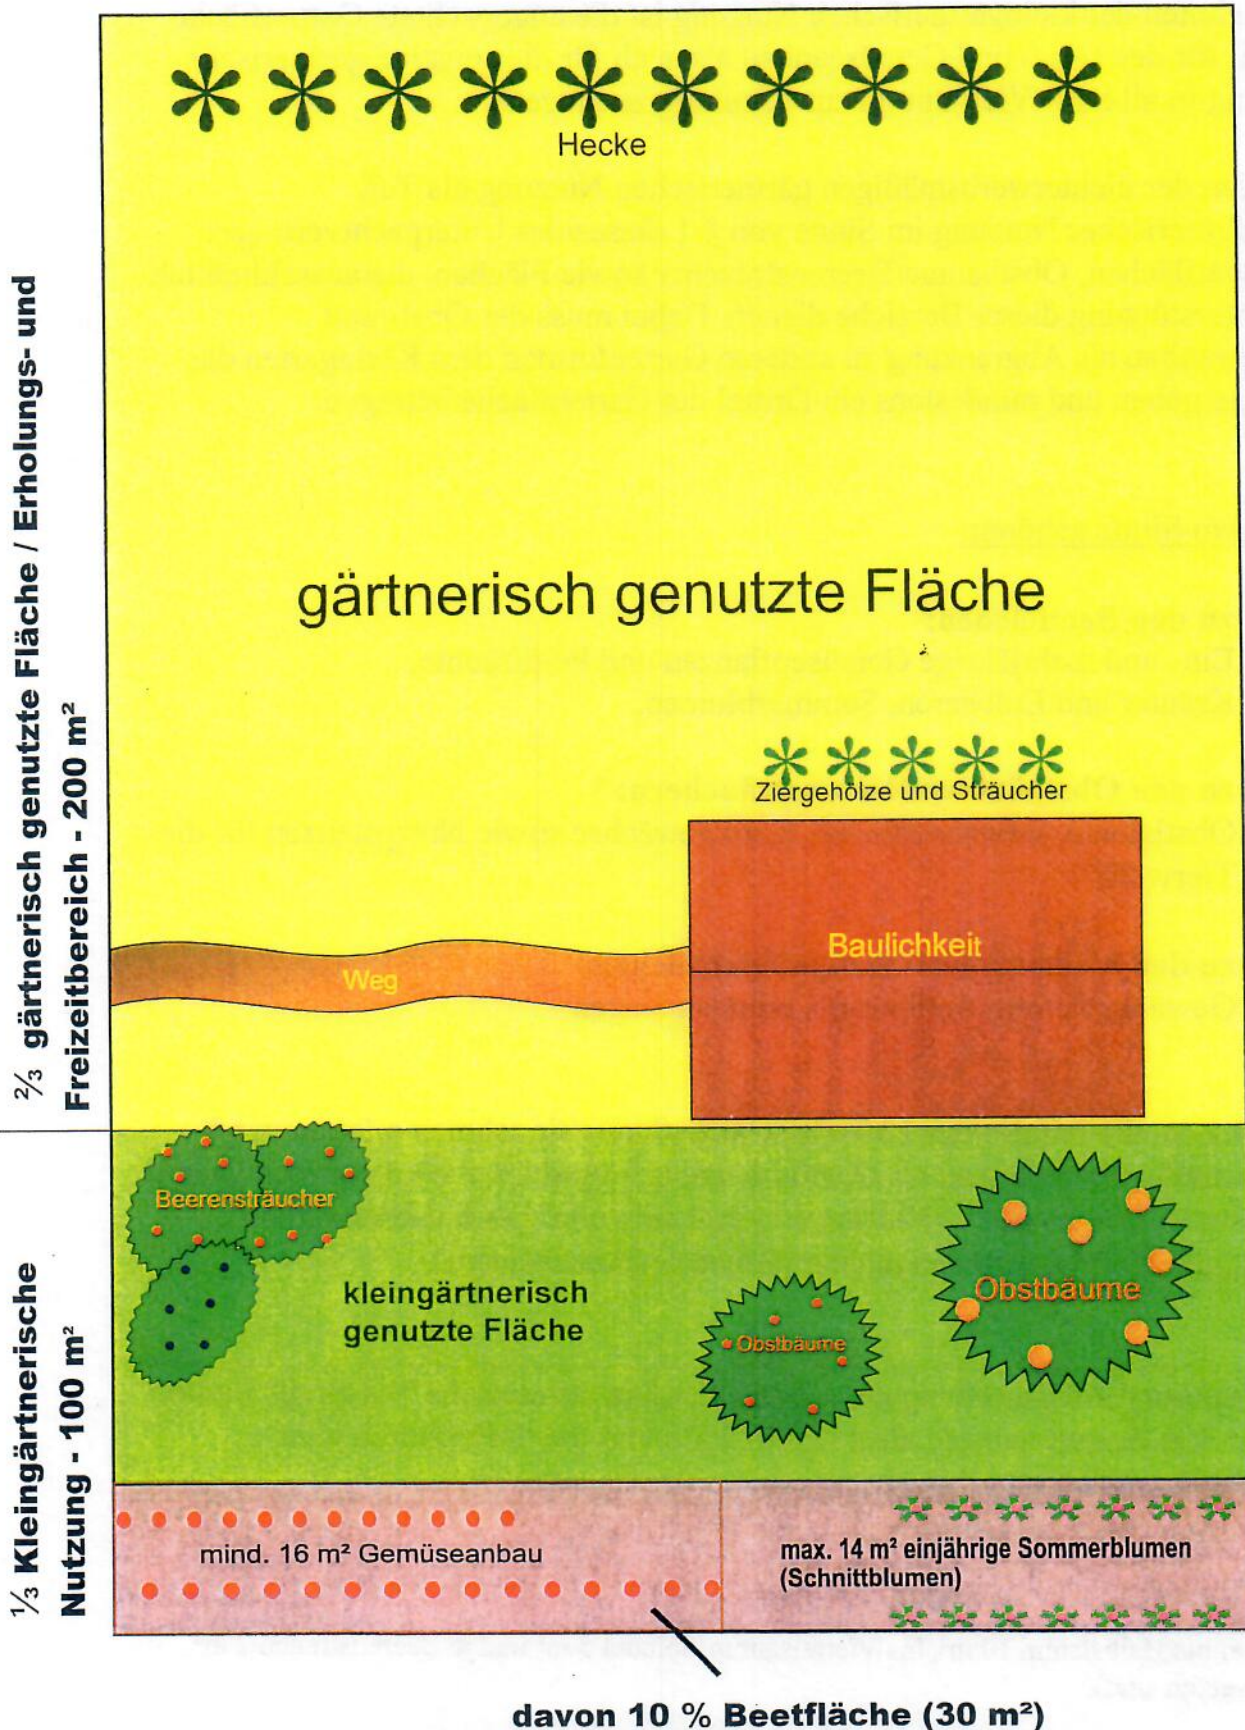 Hecke
⅔ gärtnerisch genutzte Fläche / Erholungs- und
Freizeitbereich - 200 m²
gärtnerisch genutzte Fläche
Ziergehölze und Sträucher
Baulichkeit
Weg
⅓ Kleingärtnerische
Nutzung - 100 m²
Beerensträucher
kleingärtnerisch
genutzte Fläche
Obstbäume
Obstbäume
mind. 16 m² Gemüseanbau
max. 14 m² einjährige Sommerblumen
(Schnittblumen)
davon 10 % Beetfläche (30 m²)